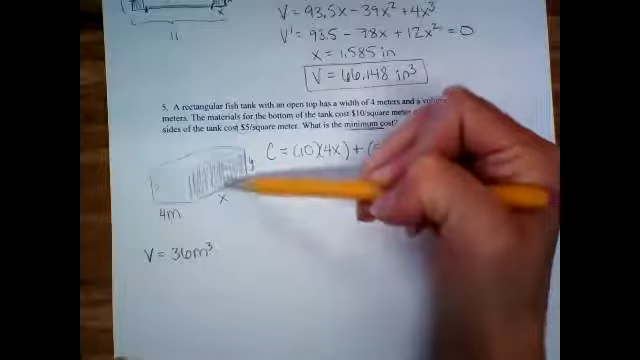 x
11
V = 93.5x - 39x² + 4x³
V' = 93.5 - 78x + 12x² = 0
x = 1.585 in
V = 66.148 in³
5. A rectangular fish tank with an open top has a width of 4 meters and a volume
meters. The materials for the bottom of the tank cost $10/square meter
sides of the tank cost $5/square meter. What is the minimum cost?
C = (10)(4x) + (
y
x
4m
V = 36m³